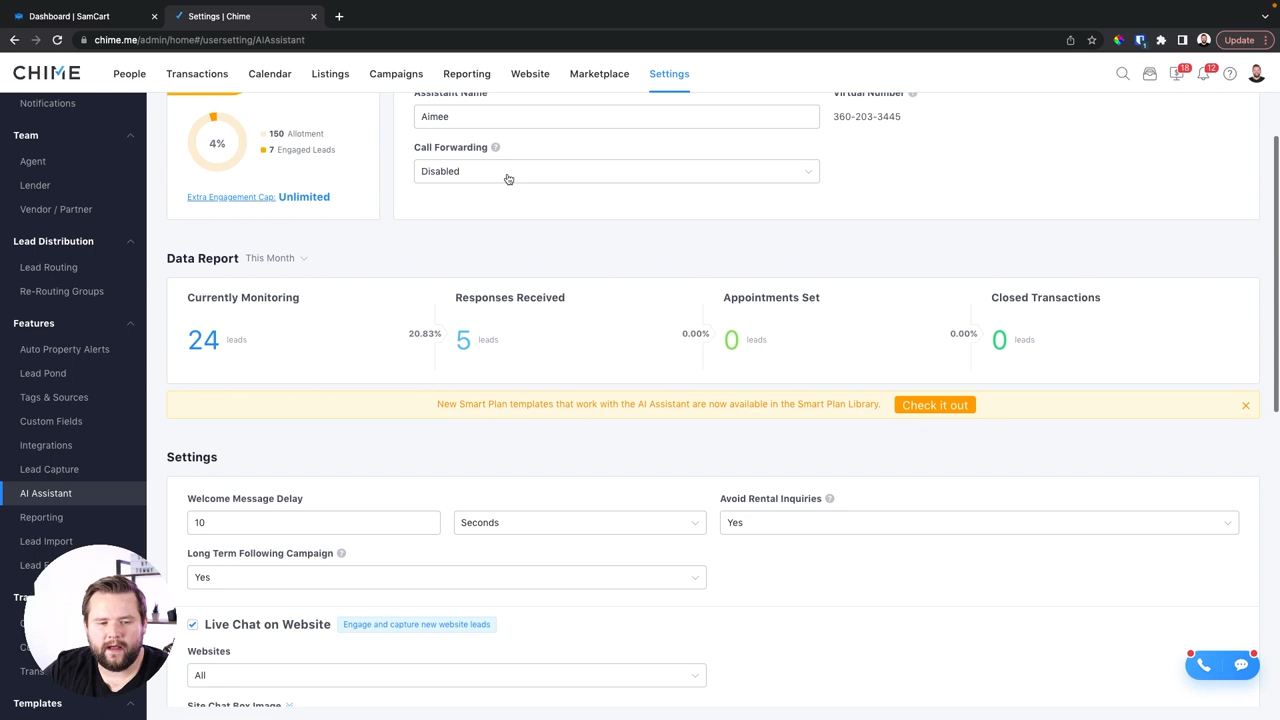 Dashboard | SamCart
Settings | Chime
chime.me/admin/home#/usersetting/AIAssistant
Update
CHIME
People
Transactions
Calendar
Listings
Campaigns
Reporting
Website
Marketplace
Settings
18
12
Notifications
Team
Agent
Lender
Vendor / Partner
Lead Distribution
Lead Routing
Re-Routing Groups
Features
Auto Property Alerts
Lead Pond
Tags & Sources
Custom Fields
Integrations
Lead Capture
AI Assistant
Reporting
Lead Import
Templates
4%
150 Allotment
7 Engaged Leads
Extra Engagement Cap: Unlimited
Assistant Name
Aimee
Virtual Number
360-203-3445
Call Forwarding
Disabled
Data Report This Month
Currently Monitoring
24 leads
20.83%
Responses Received
5 leads
0.00%
Appointments Set
0 leads
0.00%
Closed Transactions
0 leads
New Smart Plan templates that work with the AI Assistant are now available in the Smart Plan Library. Check it out
Settings
Welcome Message Delay
10
Seconds
Avoid Rental Inquiries
Yes
Long Term Following Campaign
Yes
Live Chat on Website Engage and capture new website leads
Websites
All
Site Chat Box Image